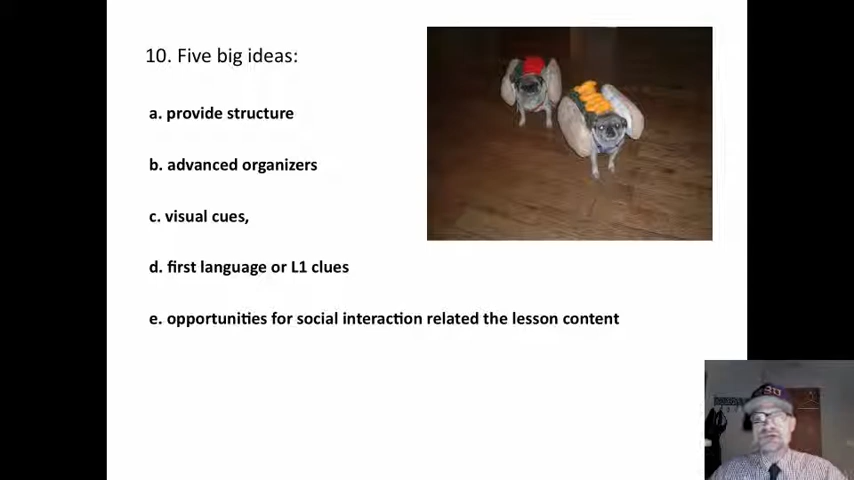 10. Five big ideas:
a. provide structure
b. advanced organizers
c. visual cues,
d. first language or L1 clues
e. opportunities for social interaction related the lesson content